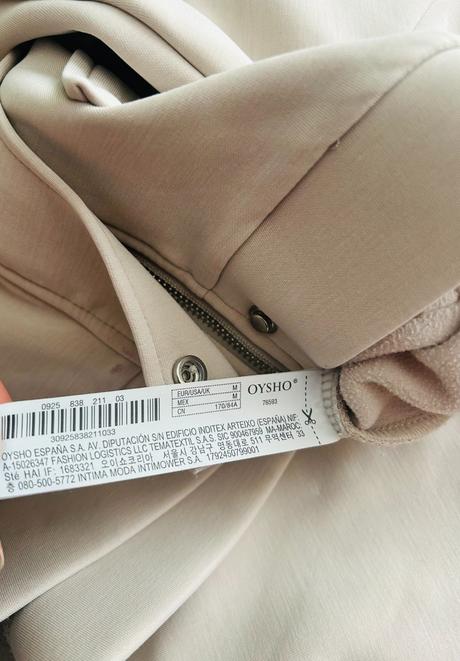 0925 838 211 03
30925838211033
EUR/USA/UK M
MEX M
CN 170/84A
OYSHO®
76593
OYSHO ESPAÑA S.A, AV. DIPUTACIÓN S/N EDIFICIO INDITEX ARTEIXO (ESPAÑA) NIF.
A-15026347 FASHION LOGISTICS LLC TEMATEXTIL S.A.S. SIC 900467959 MA-MAROC
Sté HAI IF: 1683321 오이쇼코리아 서울시 강남구 영동대로 511 무역센터 33
층 080-500-5772 INTIMA MODA INTIMOWER S.A. 1792450799001